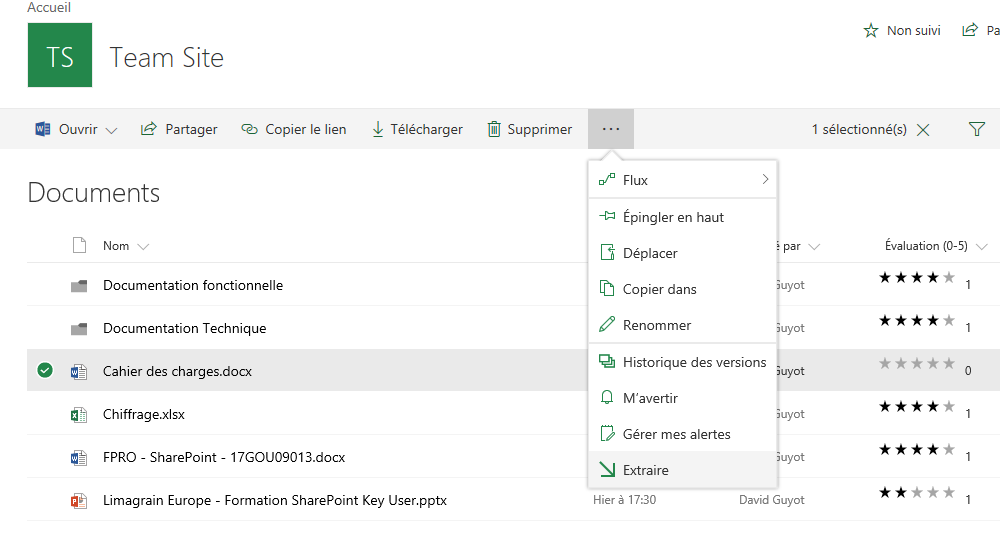 Accueil
TS Team Site
Non suivi Pa
Ouvrir Partager Copier le lien Télécharger Supprimer ... 1 sélectionné(s)
Flux
Épingler en haut
Déplacer
Copier dans
Renommer
Historique des versions
M'avertir
Gérer mes alertes
Extraire
Documents
Nom é par Évaluation (0-5)
Documentation fonctionnelle Guyot 1
Documentation Technique Guyot 1
Cahier des charges.docx Guyot 0
Chiffrage.xlsx Guyot 1
FPRO - SharePoint - 17GOU09013.docx Guyot 1
Limagrain Europe - Formation SharePoint Key User.pptx Hier à 17:30 David Guyot 1